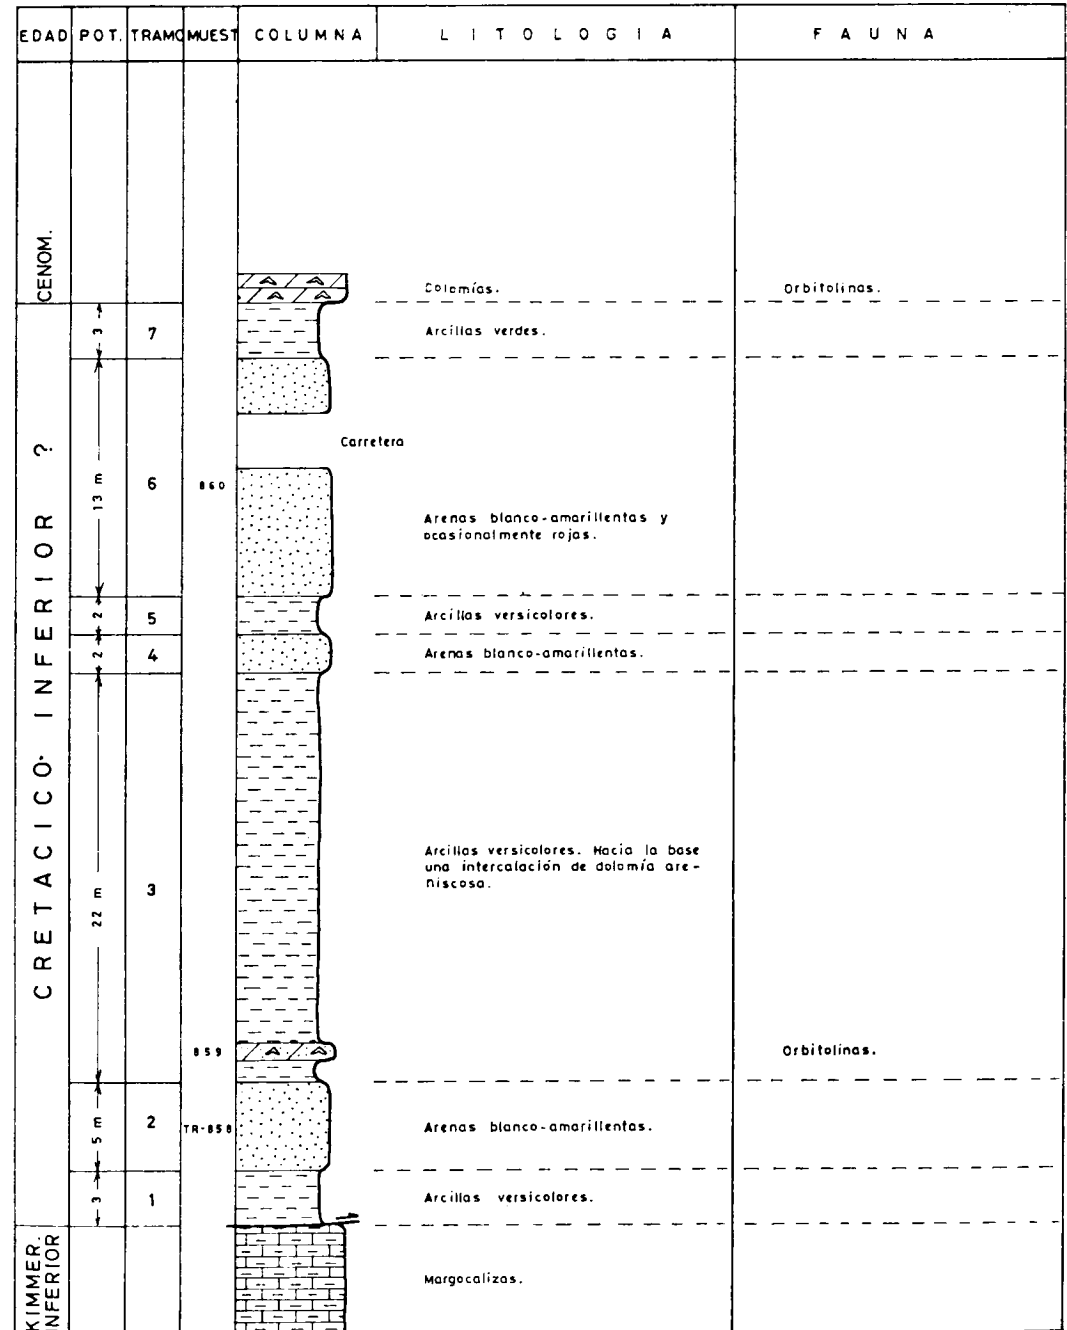 EDAD POT. TRAMO MUEST COLUMNA LITOLOGIA FAUNA
CENOM.
Colomías. Orbitolinas.
3 7 Arcillas verdes.
Carretera
CRETACICO INFERIOR ?
13 m 6 860
Arenas blanco-amarillentas y
ocasionalmente rojas.
2 5 Arcillas versicolores.
2 4 Arenas blanco-amarillentas.
22 m 3
Arcillas versicolores. Hacia la base
una intercalación de dolomía are-
niscosa.
859 Orbitolinas.
5 m 2 TR-858 Arenas blanco-amarillentas.
3 1 Arcillas versicolores.
KIMMER.
INFERIOR
Margocalizas.